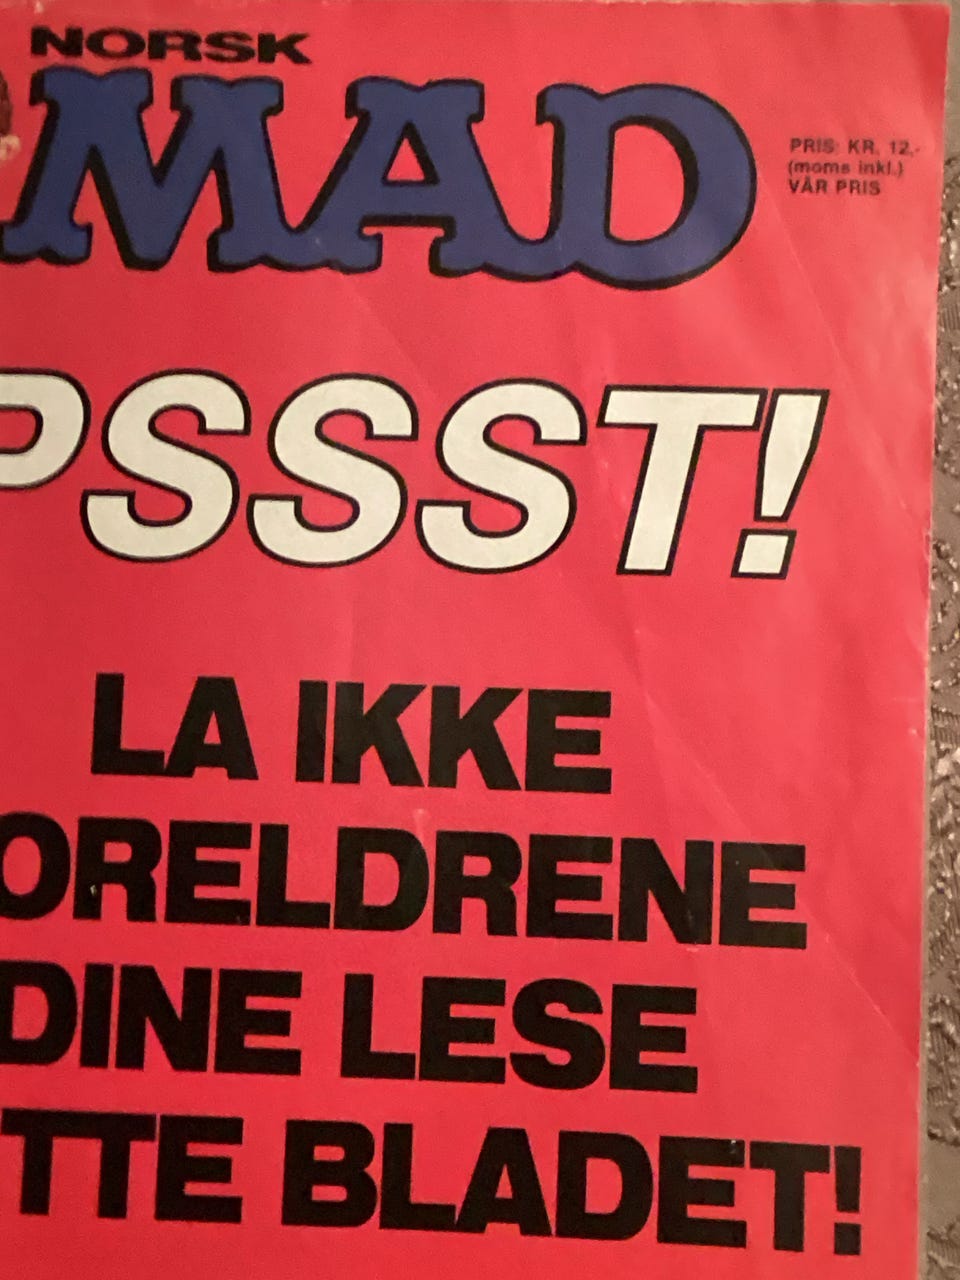 NORSK
MAD
PRIS: KR. 12,-
(moms inkl.)
VÅR PRIS
PSSST!
LA IKKE
ORELDRENE
DINE LESE
TTE BLADET!